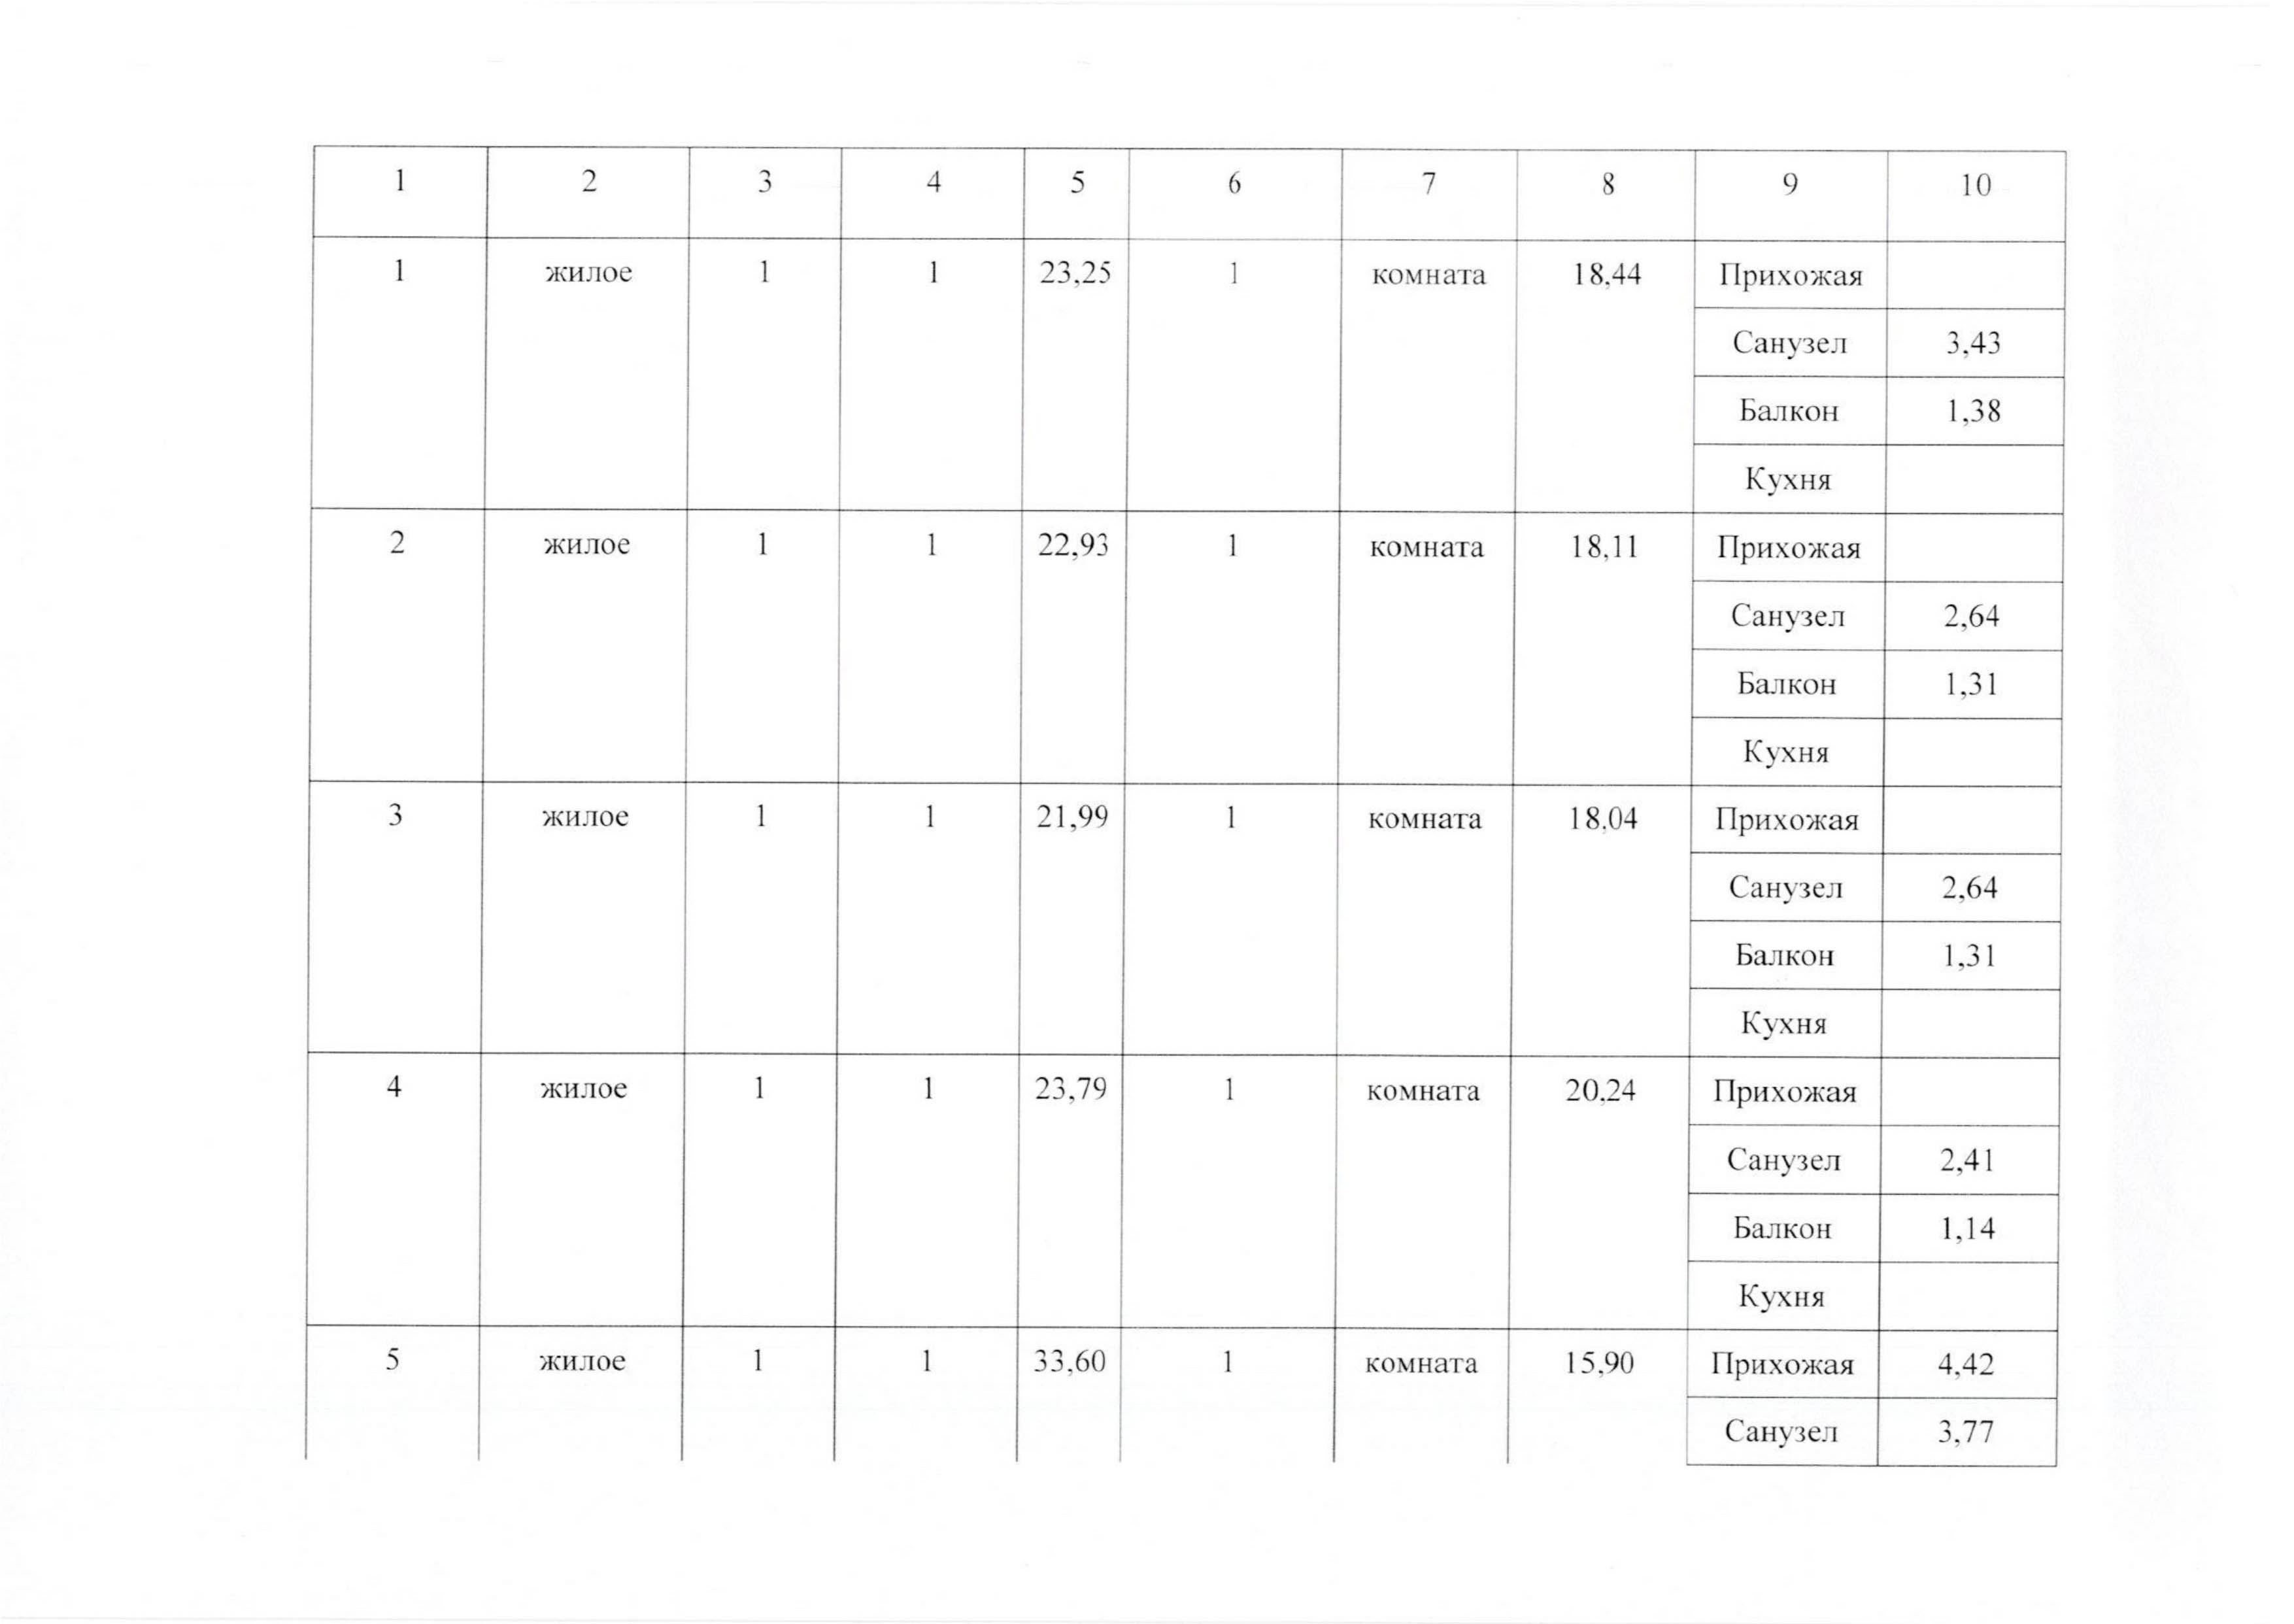 1 2 3 4 5 6 7 8 9 10
1 жилое 1 1 23,25 1 комната 18,44 Прихожая
Санузел 3,43
Балкон 1,38
Кухня
2 жилое 1 1 22,93 1 комната 18,11 Прихожая
Санузел 2,64
Балкон 1,31
Кухня
3 жилое 1 1 21,99 1 комната 18,04 Прихожая
Санузел 2,64
Балкон 1,31
Кухня
4 жилое 1 1 23,79 1 комната 20,24 Прихожая
Санузел 2,41
Балкон 1,14
Кухня
5 жилое 1 1 33,60 1 комната 15,90 Прихожая 4,42
Санузел 3,77